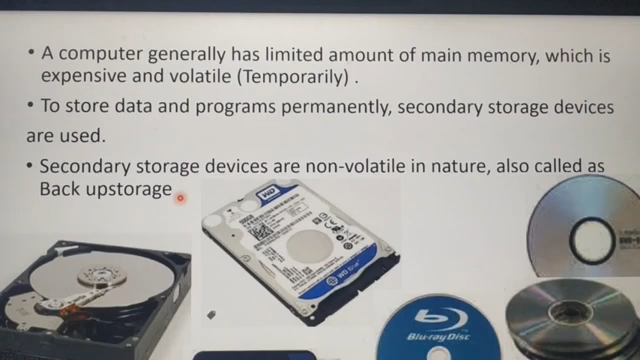 • A computer generally has limited amount of main memory, which is
expensive and volatile (Temporarily) .
• To store data and programs permanently, secondary storage devices
are used.
• Secondary storage devices are non-volatile in nature, also called as
Back upstorage
WD
500GB
WD Blue
Blu-ray Disc